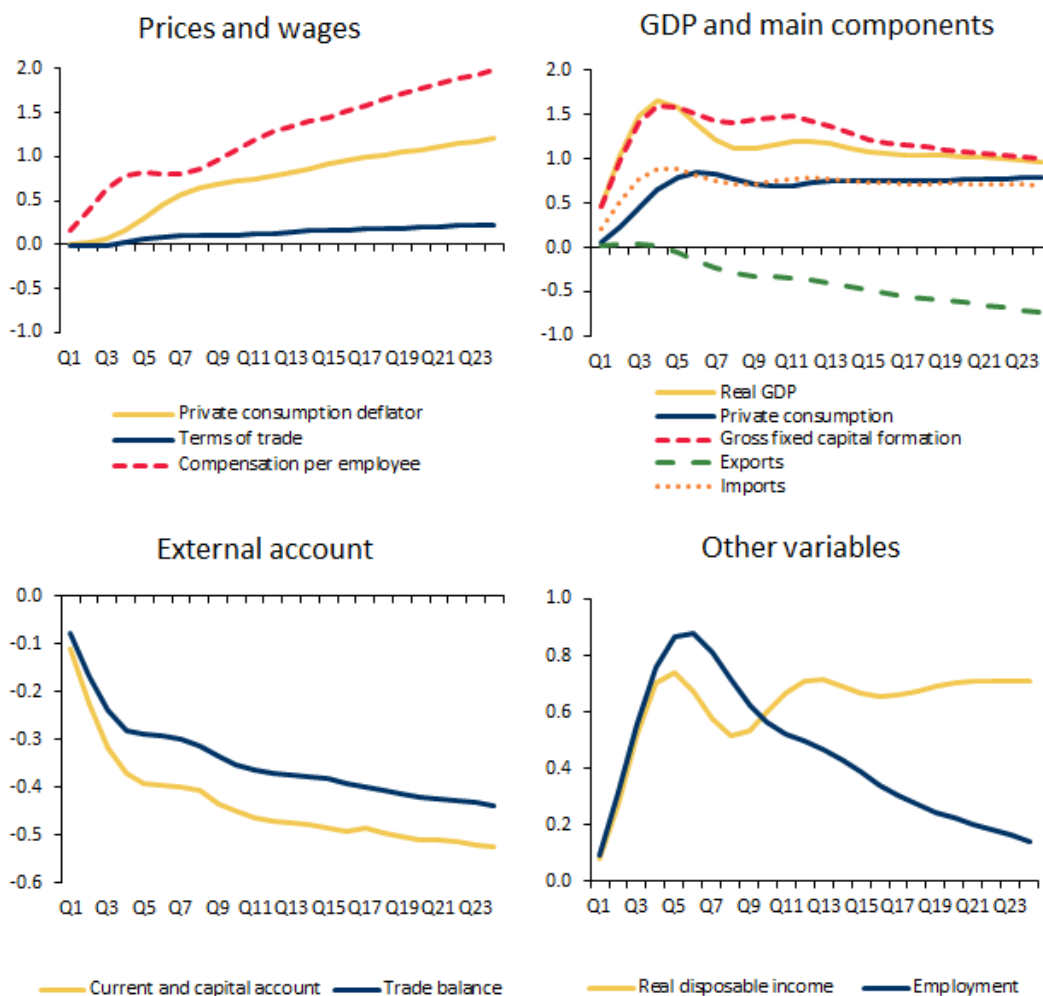 Prices and wages
2.0
1.5
1.0
0.5
0.0
-0.5
-1.0
Q1 Q3 Q5 Q7 Q9 Q11 Q13 Q15 Q17 Q19 Q21 Q23
Private consumption deflator
Terms of trade
Compensation per employee
GDP and main components
2.0
1.5
1.0
0.5
0.0
-0.5
-1.0
Q1 Q3 Q5 Q7 Q9 Q11 Q13 Q15 Q17 Q19 Q21 Q23
Real GDP
Private consumption
Gross fixed capital formation
Exports
Imports
External account
0.0
-0.1
-0.2
-0.3
-0.4
-0.5
-0.6
Q1 Q3 Q5 Q7 Q9 Q11 Q13 Q15 Q17 Q19 Q21 Q23
Current and capital account Trade balance
Other variables
1.0
0.8
0.6
0.4
0.2
0.0
Q1 Q3 Q5 Q7 Q9 Q11 Q13 Q15 Q17 Q19 Q21 Q23
Real disposable income Employment